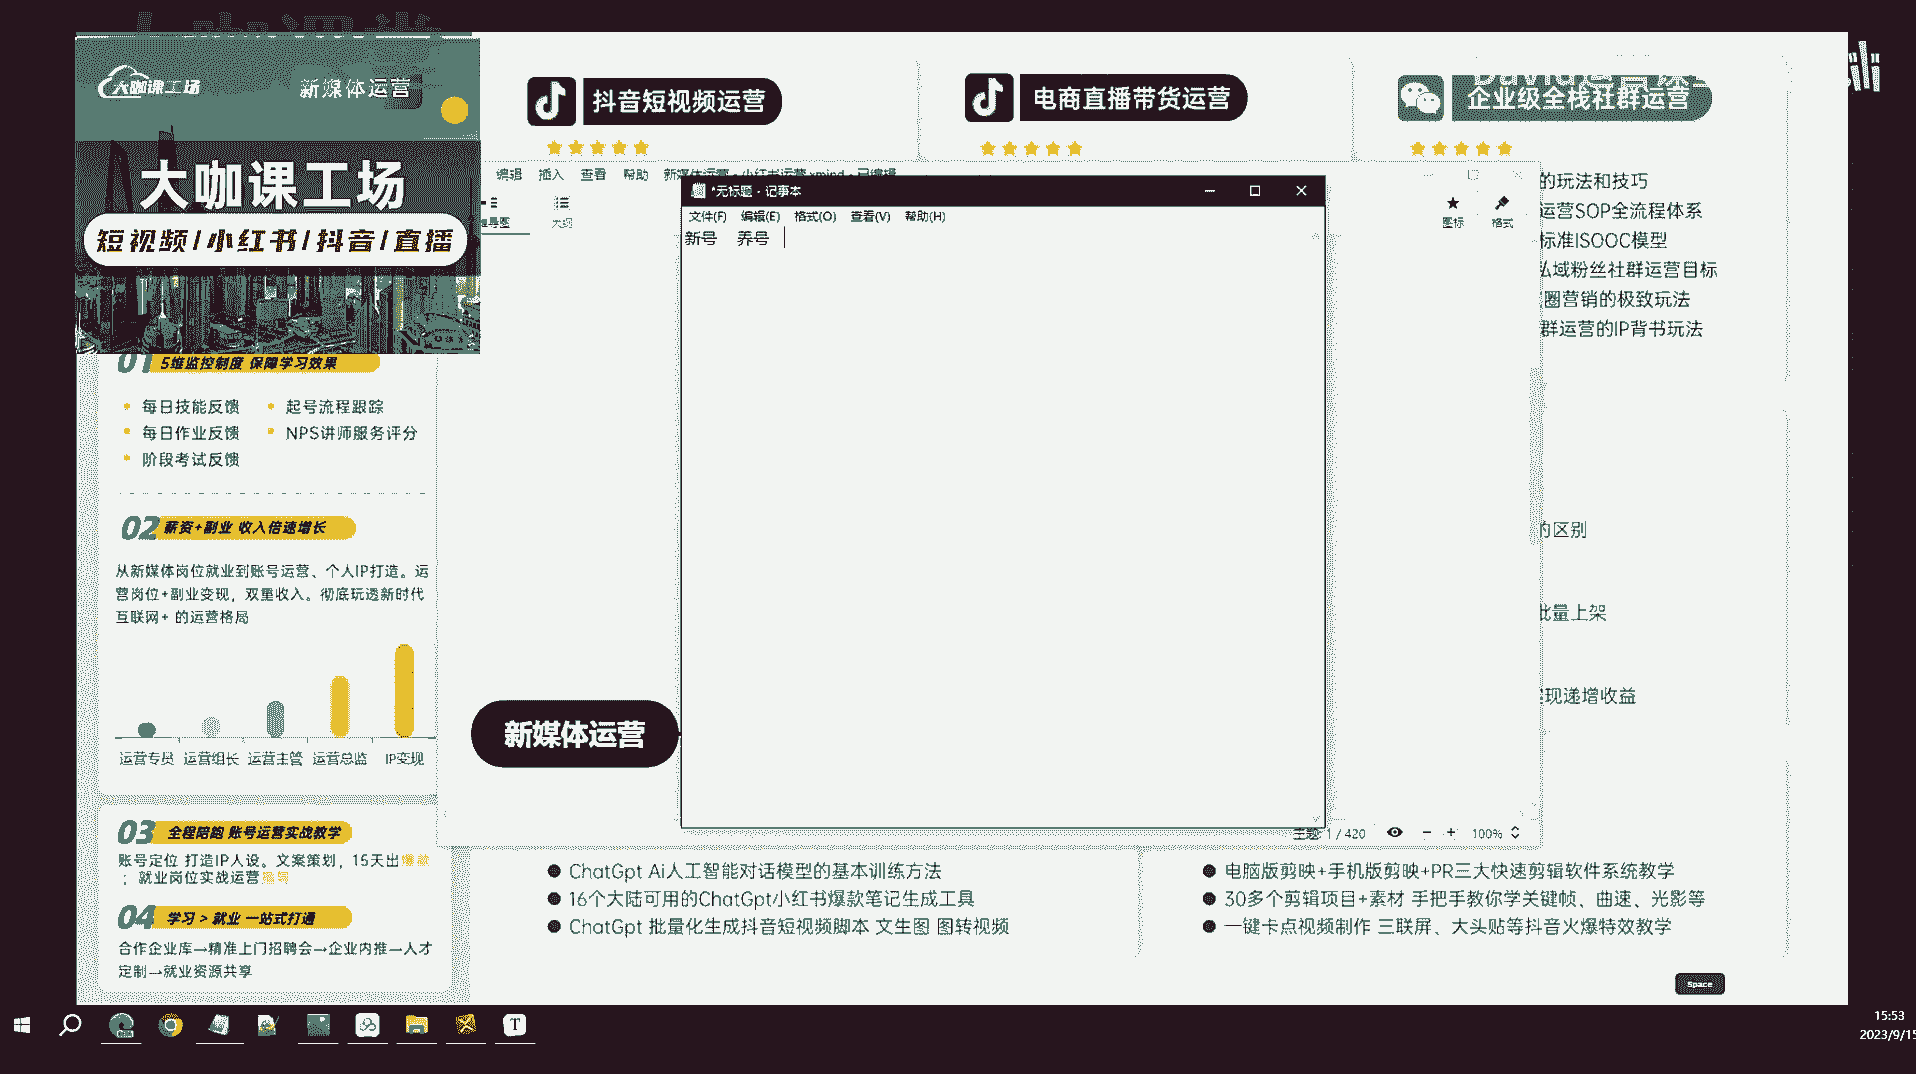 大咖课工场
新媒体运营
大咖课工场
短视频/小红书/抖音/直播
01 5维监控制度 保障学习效果
每日技能反馈
起号流程跟踪
每日作业反馈
NPS讲师服务评分
阶段考试反馈
02 薪资+副业 收入倍速增长
从新媒体岗位就业到账号运营、个人IP打造。运
营岗位+副业变现，双重收入。彻底玩透新时代
互联网+ 的运营格局
运营专员 运营组长 运营主管 运营总监 IP变现
03 全程陪跑 账号运营实战教学
账号定位 打造IP人设。文案策划，15天出爆款
；就业岗位实战运营
04 学习 > 就业 一站式打通
合作企业库→精准上门招聘会→企业内推→人才
定制→就业资源共享
抖音短视频运营
电商直播带货运营
企业级全栈社群运营
编辑 插入 查看 帮助 新媒体运营 - 小红书运营.xmind - 已编辑
大纲
图标
格式
*无标题 - 记事本
文件(F) 编辑(E) 格式(O) 查看(V) 帮助(H)
新号 养号
的玩法和技巧
运营SOP全流程体系
标准ISOOC模型
私域粉丝社群运营目标
圈营销的极致玩法
群运营的IP背书玩法
的区别
批量上架
现递增收益
新媒体运营
主题: 1 / 420
100%
ChatGpt Ai人工智能对话模型的基本训练方法
16个大陆可用的ChatGpt小红书爆款笔记生成工具
ChatGpt 批量化生成抖音短视频脚本 文生图 图转视频
电脑版剪映+手机版剪映+PR三大快速剪辑软件系统教学
30多个剪辑项目+素材 手把手教你学关键帧、曲速、光影等
一键卡点视频制作 三联屏、大头贴等抖音火爆特效教学
Space
15:53
2023/9/15